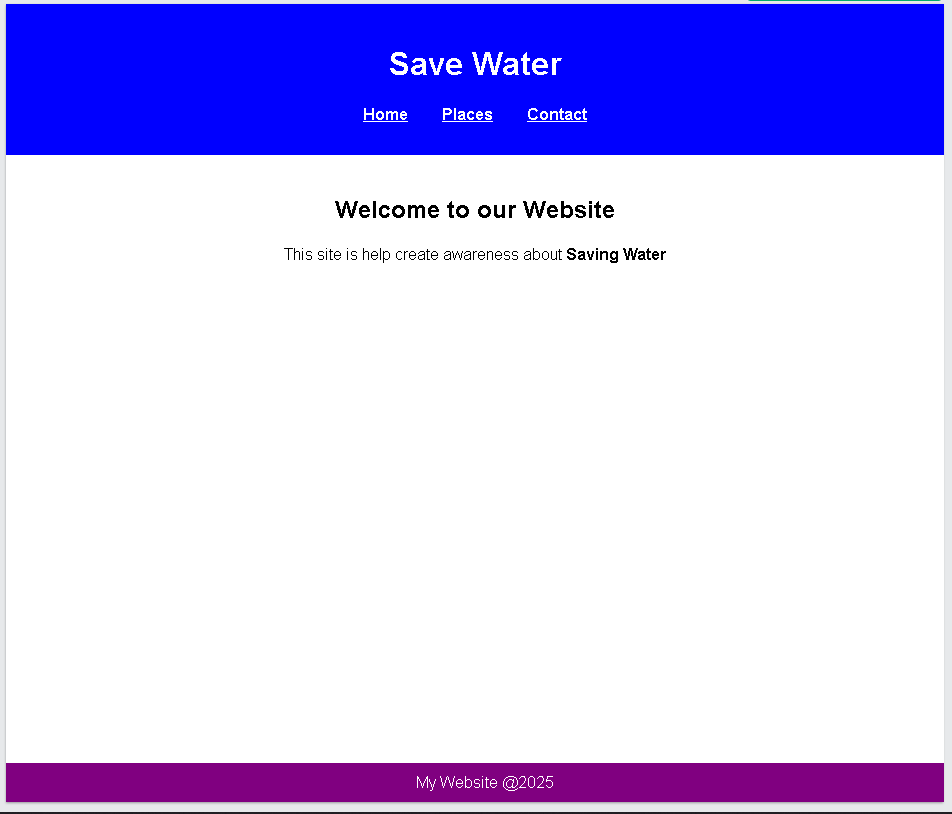 Save Water
Home Places Contact
Welcome to our Website
This site is help create awareness about Saving Water
My Website @2025